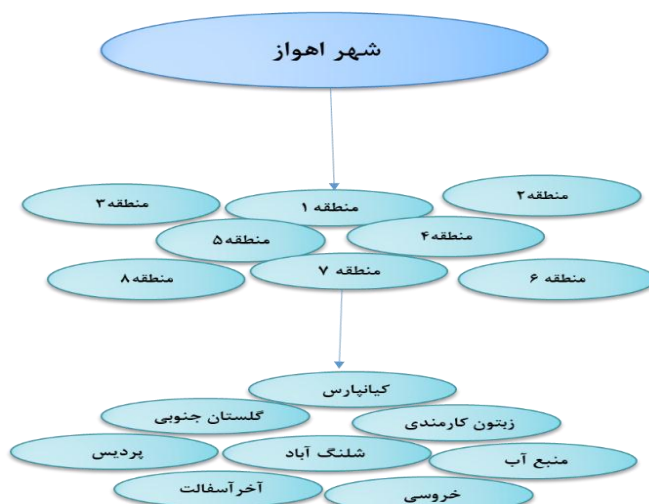 شهر اهواز
منطقه ۱
منطقه۲
منطقه۳
منطقه۴
منطقه۵
منطقه ۶
منطقه ۷
منطقه۸
کیانپارس
زیتون کارمندی
گلستان جنوبی
منبع آب
شلنگ آباد
پردیس
خروسی
آخرآسفالت